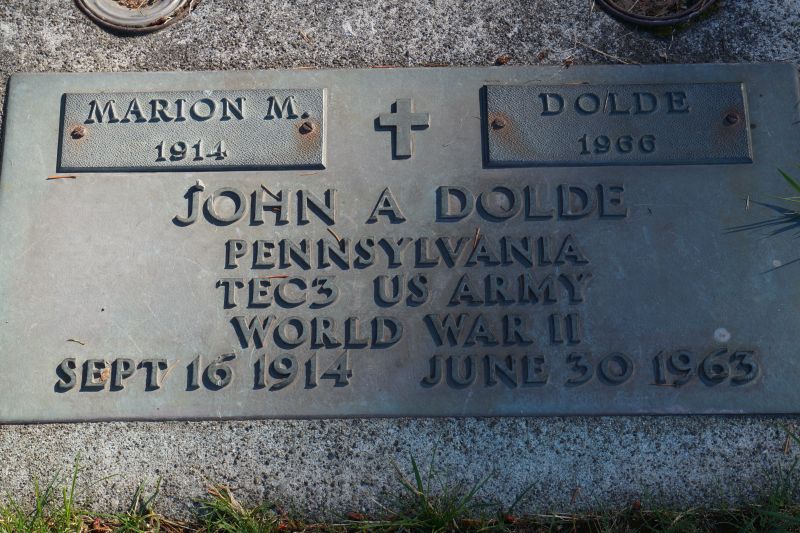 MARION M.
1914
DOLDE
1966
JOHN A DOLDE
PENNSYLVANIA
TEC3 US ARMY
WORLD WAR II
SEPT 16 1914 JUNE 30 1963